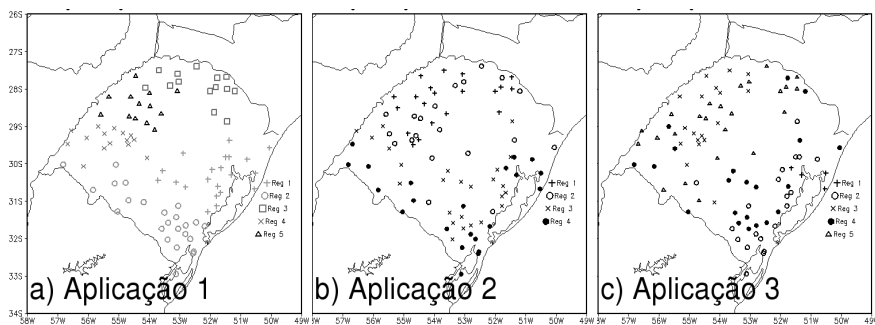 26S
27S
28S
29S
30S
31S
32S
33S
34S
58W 57W 56W 55W 54W 53W 52W 51W 50W 49W
Reg 1
Reg 2
Reg 3
Reg 4
Reg 5
a) Aplicação 1
58W 57W 56W 55W 54W 53W 52W 51W 50W 49W
Reg 1
Reg 2
Reg 3
Reg 4
b) Aplicação 2
58W 57W 56W 55W 54W 53W 52W 51W 50W 49W
Reg 1
Reg 2
Reg 3
Reg 4
Reg 5
c) Aplicação 3